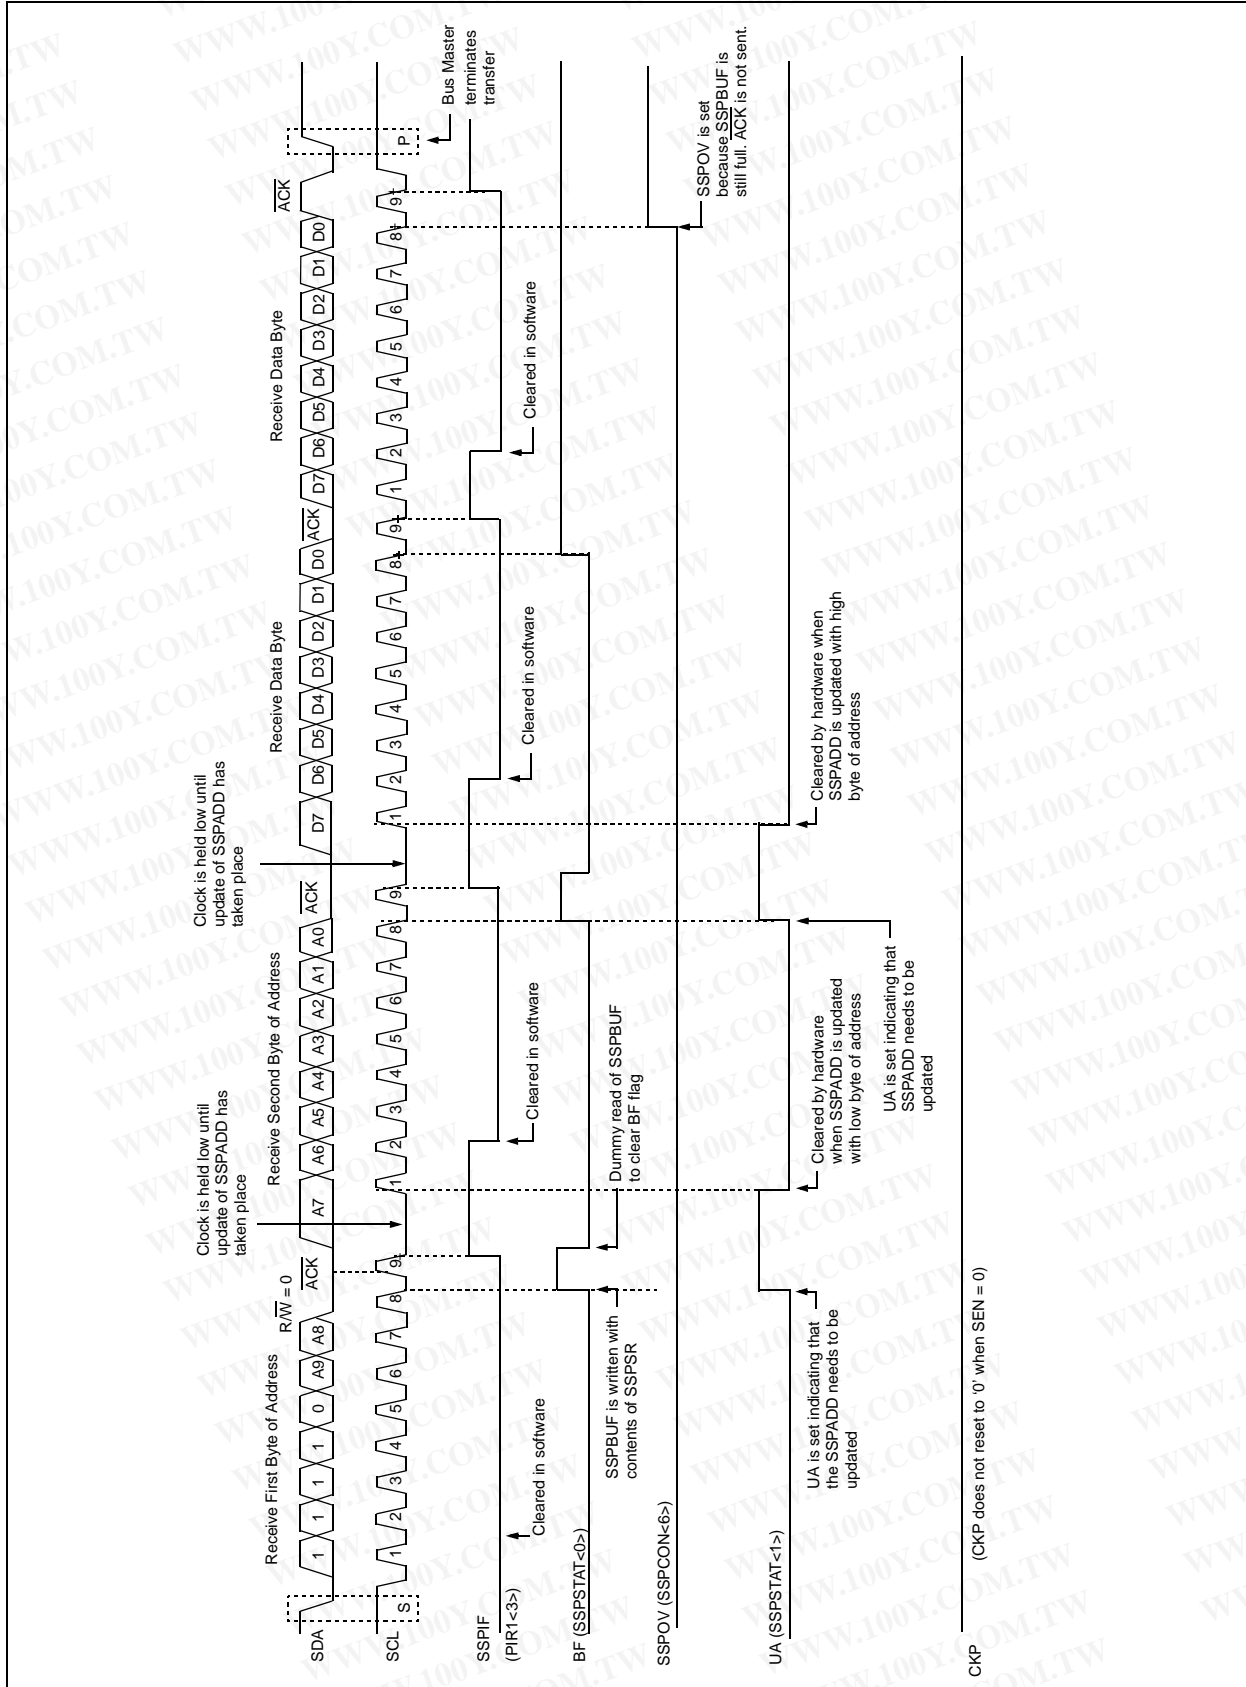 Receive First Byte of Address
R/W = 0
ACK
Receive Second Byte of Address
ACK
Receive Data Byte
ACK
Receive Data Byte
ACK
Clock is held low until
update of SSPADD has
taken place
Clock is held low until
update of SSPADD has
taken place
SDA
1 1 1 1 0 A9 A8
A7 A6 A5 A4 A3 A2 A1 A0
D7 D6 D5 D4 D3 D2 D1 D0
D7 D6 D5 D4 D3 D2 D1 D0
SCL
S
1 2 3 4 5 6 7 8 9
1 2 3 4 5 6 7 8 9
1 2 3 4 5 6 7 8 9
1 2 3 4 5 6 7 8 9
P
Bus Master
terminates
transfer
SSPIF
(PIR1<3>)
Cleared in software
Cleared in software
Cleared in software
Cleared in software
BF (SSPSTAT<0>)
SSPBUF is written with
contents of SSPSR
Dummy read of SSPBUF
to clear BF flag
SSPOV (SSPCON<6>)
SSPOV is set
because SSPBUF is
still full. ACK is not sent.
UA (SSPSTAT<1>)
UA is set indicating that
the SSPADD needs to be
updated
Cleared by hardware
when SSPADD is updated
with low byte of address
UA is set indicating that
SSPADD needs to be
updated
Cleared by hardware when
SSPADD is updated with high
byte of address
CKP
(CKP does not reset to ‘0’ when SEN = 0)
WWW.100Y.COM.TW